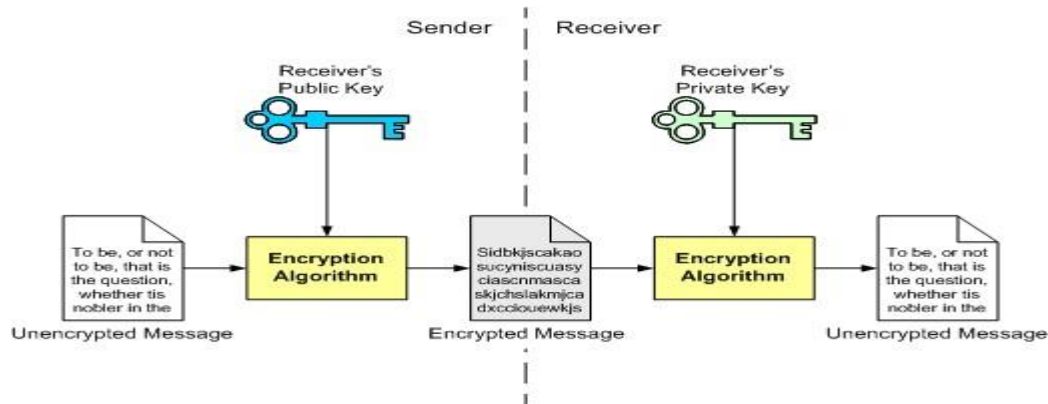 Sender
Receiver
Receiver's
Public Key
Receiver's
Private Key
To be, or not
to be, that is
the question,
whether tis
nobler in the
Unencrypted Message
Encryption
Algorithm
Sidbkjscakao
sucyniscuasy
ciascnmasca
skjchslakmjca
dxcciouewkjs
Encrypted Message
Encryption
Algorithm
To be, or not
to be, that is
the question,
whether tis
nobler in the
Unencrypted Message